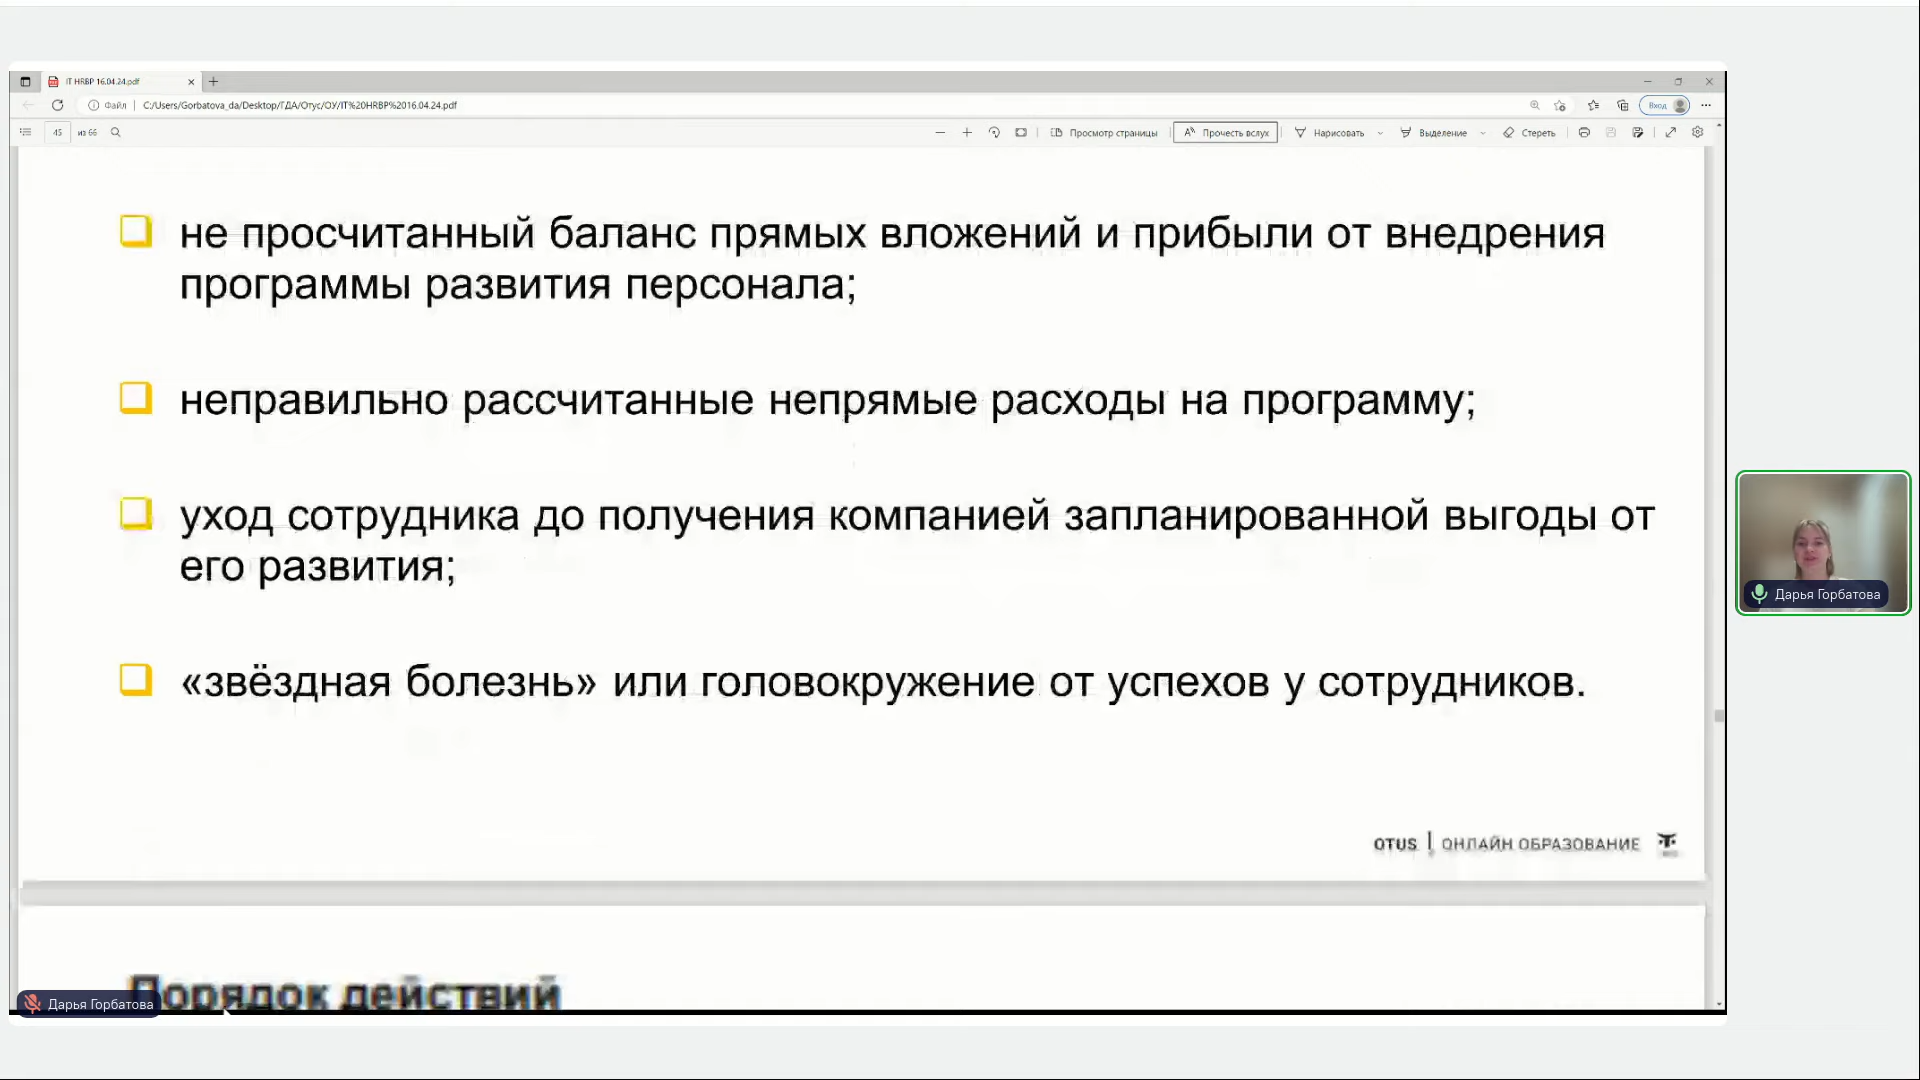 IT HRBP 16.04.24.pdf
Файл
C:/Users/Gorbatova_da/Desktop/ГДА/Отус/ОУ/IT%20HRBP%2016.04.24.pdf
Вход
45 из 66
Просмотр страницы
Прочесть вслух
Нарисовать
Выделение
Стереть
не просчитанный баланс прямых вложений и прибыли от внедрения
программы развития персонала;
неправильно рассчитанные непрямые расходы на программу;
уход сотрудника до получения компанией запланированной выгоды от
его развития;
«звёздная болезнь» или головокружение от успехов у сотрудников.
OTUS | ОНЛАЙН ОБРАЗОВАНИЕ
Порядок действий
Дарья Горбатова
Дарья Горбатова